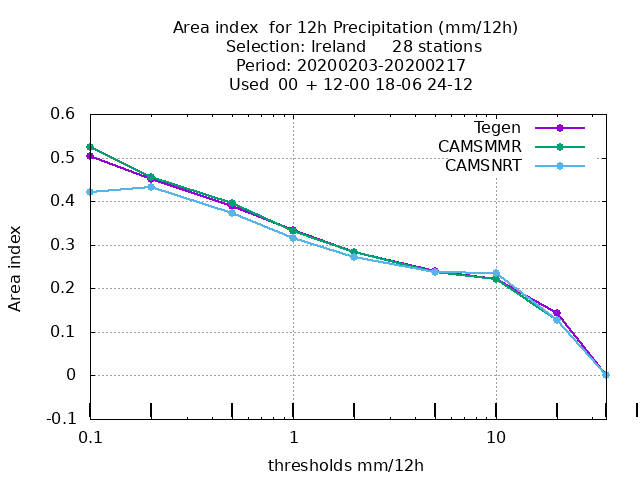 Area index  for 12h Precipitation (mm/12h)
Selection: Ireland     28 stations
Period: 20200203-20200217
Used  00 + 12-00 18-06 24-12
Tegen
CAMSMMR
CAMSNRT
0.6
0.5
0.4
0.3
0.2
0.1
0
-0.1
Area index
0.1
1
10
thresholds mm/12h